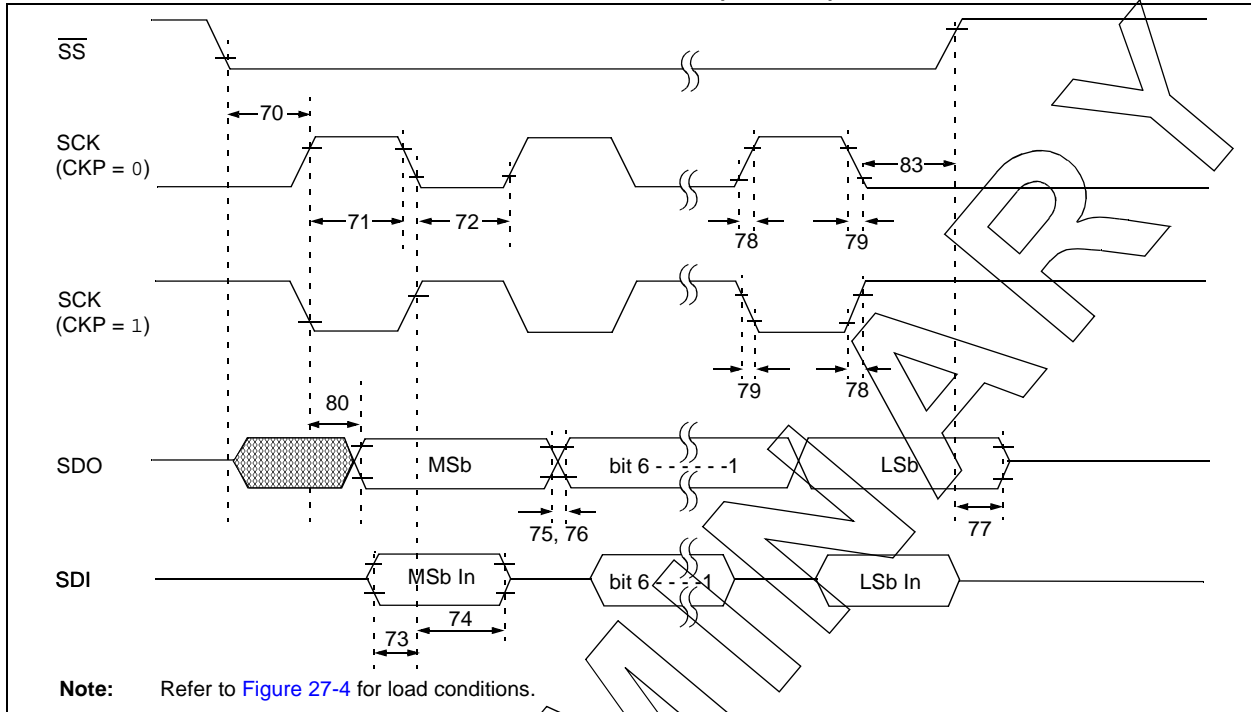 SS
70
SCK
(CKP = 0)
83
71
72
78
79
SCK
(CKP = 1)
79
78
80
SDO
MSb
bit 6 - - - - - -1
LSb
75, 76
77
SDI
MSb In
bit 6 - - - -1
LSb In
73
74
Note: Refer to Figure 27-4 for load conditions.
MINARY